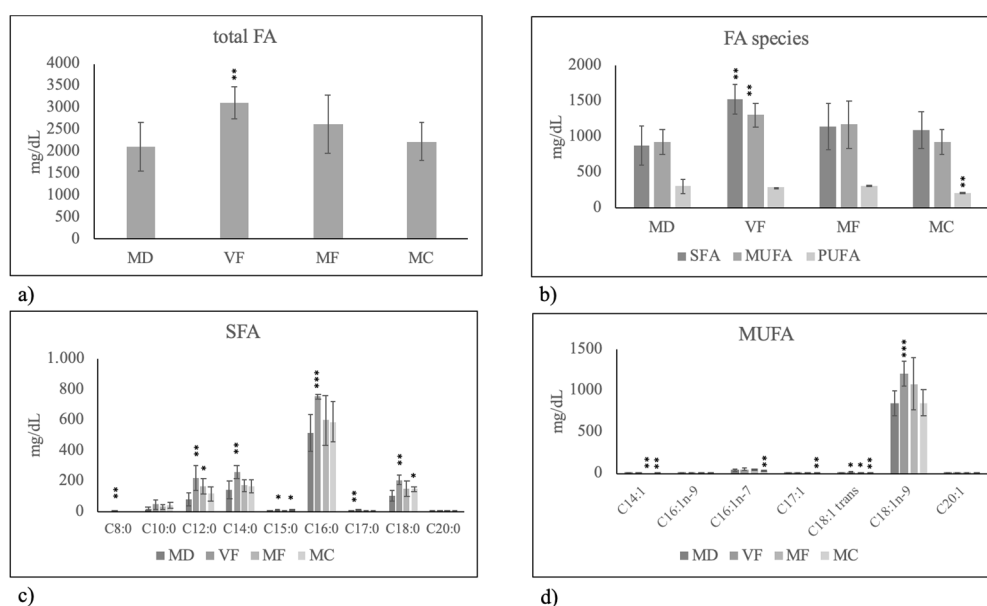 total FA
mg/dL
4000
3500
3000
2500
2000
1500
1000
500
0
**
MD VF MF MC
a)
FA species
mg/dL
2000
1500
1000
500
0
** ** **
MD VF MF MC
SFA MUFA PUFA
b)
SFA
mg/dL
1.000
800
600
400
200
0
** ** * ** * * *** ** ** *
C8:0 C10:0 C12:0 C14:0 C15:0 C16:0 C17:0 C18:0 C20:0
MD VF MF MC
c)
MUFA
mg/dL
1500
1000
500
0
** ** ** ** * * ** ***
C14:1 C16:1n-9 C16:1n-7 C17:1 C18:1 trans C18:1n-9 C20:1
MD VF MF MC
d)